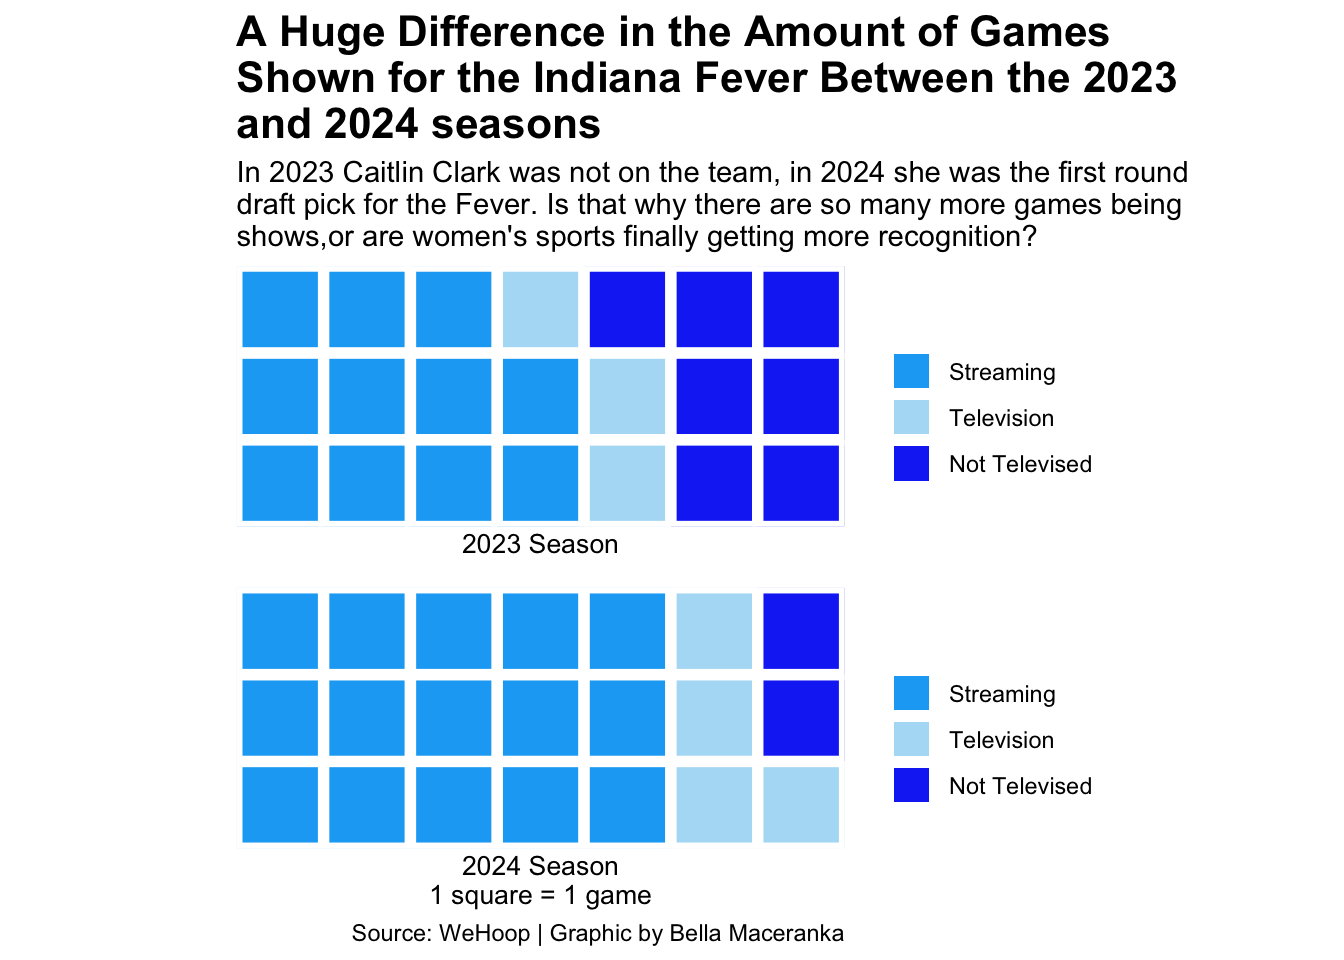 A Huge Difference in the Amount of Games
Shown for the Indiana Fever Between the 2023
and 2024 seasons
In 2023 Caitlin Clark was not on the team, in 2024 she was the first round
draft pick for the Fever. Is that why there are so many more games being
shows,or are women's sports finally getting more recognition?
Streaming
Television
Not Televised
2023 Season
Streaming
Television
Not Televised
2024 Season
1 square = 1 game
Source: WeHoop | Graphic by Bella Maceranka